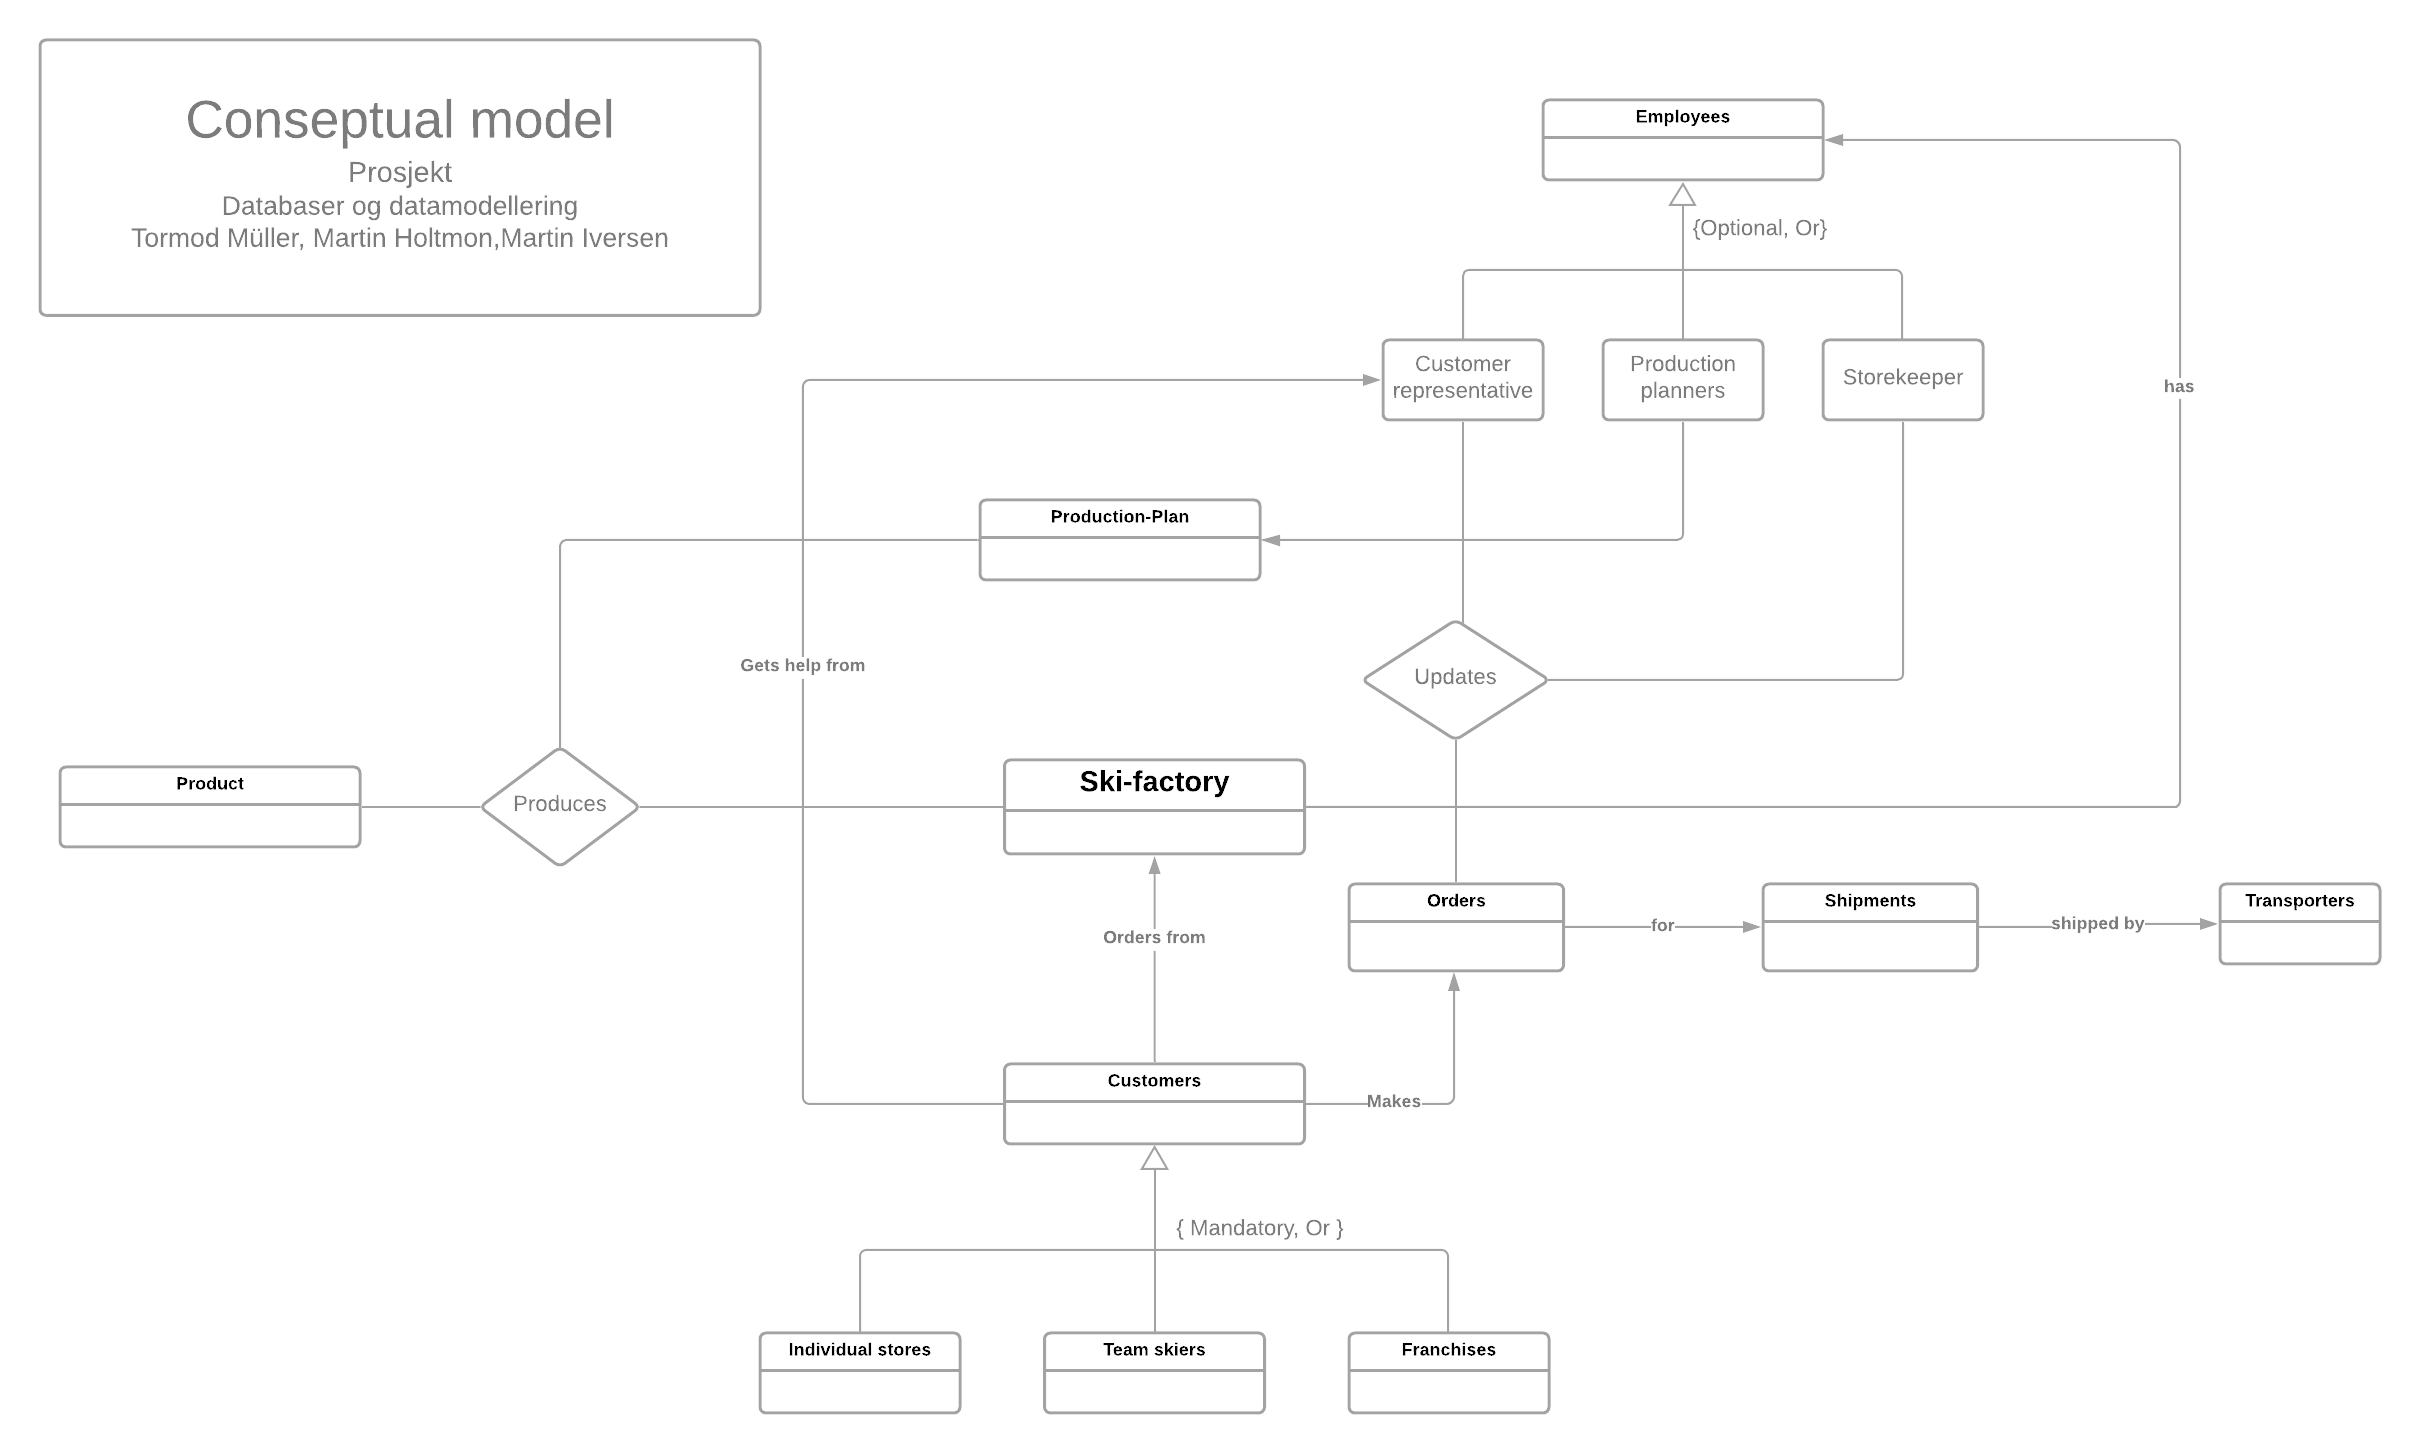 Conseptual model
Prosjekt
Databaser og datamodellering
Tormod Müller, Martin Holtmon,Martin Iversen
Employees
{Optional, Or}
Customer
representative
Production
planners
Storekeeper
has
Production-Plan
Gets help from
Updates
Product
Produces
Ski-factory
Orders
for
Shipments
shipped by
Transporters
Orders from
Customers
Makes
{ Mandatory, Or }
Individual stores
Team skiers
Franchises